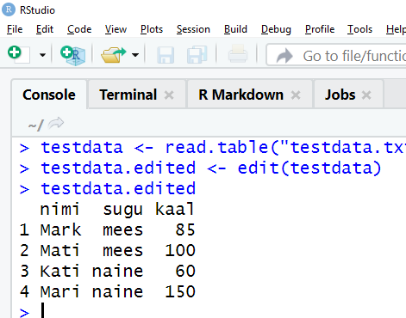 RStudio
File Edit Code View Plots Session Build Debug Profile Tools Help
R Go to file/functio
Console Terminal × R Markdown × Jobs ×
~/
> testdata <- read.table("testdata.tx
> testdata.edited <- edit(testdata)
> testdata.edited
nimi sugu kaal
1 Mark mees 85
2 Mati mees 100
3 Kati naine 60
4 Mari naine 150
>